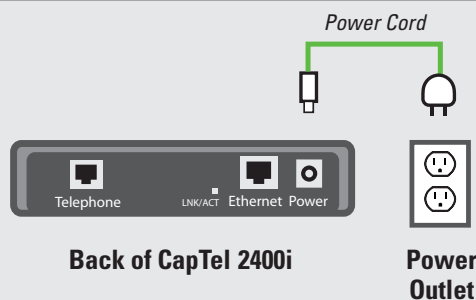 Power Cord
Telephone
LNK/ACT
Ethernet
Power
Back of CapTel 2400i
Power
Outlet